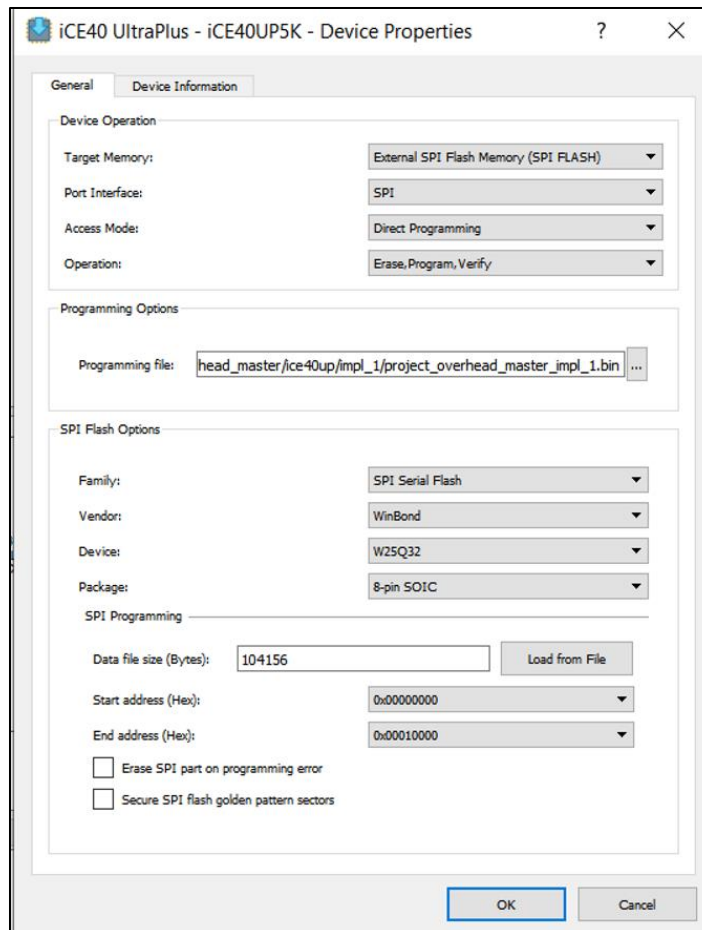 iCE40 UltraPlus - iCE40UP5K - Device Properties ? ×
General Device Information
Device Operation
Target Memory: External SPI Flash Memory (SPI FLASH)
Port Interface: SPI
Access Mode: Direct Programming
Operation: Erase,Program,Verify
Programming Options
Programming file: head_master/ice40up/impl_1/project_overhead_master_impl_1.bin ...
SPI Flash Options
Family: SPI Serial Flash
Vendor: WinBond
Device: W25Q32
Package: 8-pin SOIC
SPI Programming
Data file size (Bytes): 104156 Load from File
Start address (Hex): 0x00000000
End address (Hex): 0x00010000
Erase SPI part on programming error
Secure SPI flash golden pattern sectors
OK Cancel